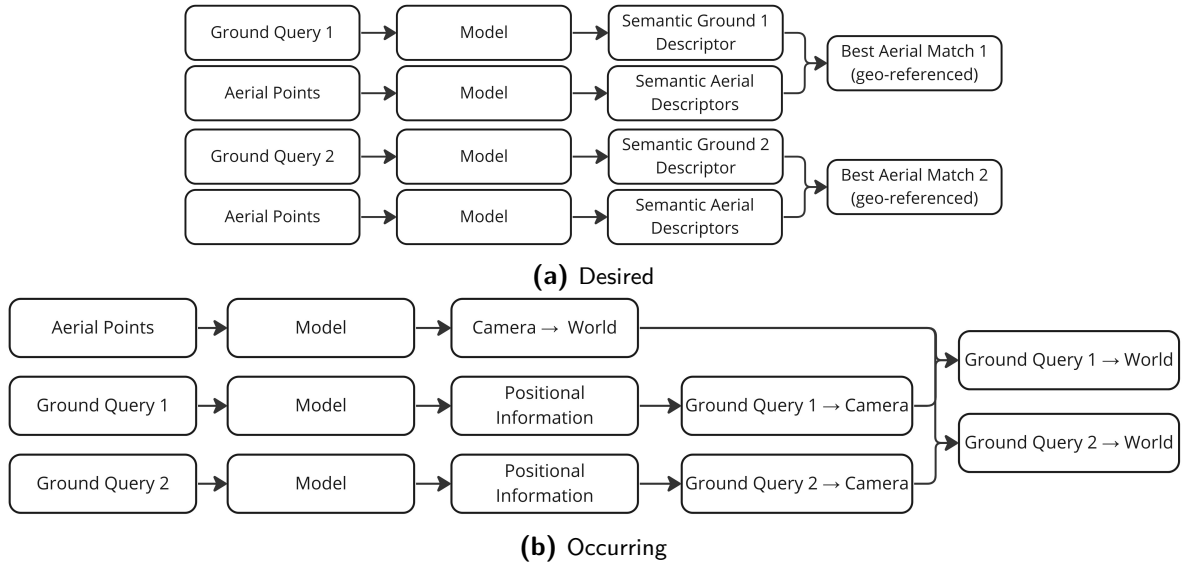 Ground Query 1
Model
Semantic Ground 1
Descriptor
Best Aerial Match 1
(geo-referenced)
Aerial Points
Model
Semantic Aerial
Descriptors
Ground Query 2
Model
Semantic Ground 2
Descriptor
Best Aerial Match 2
(geo-referenced)
Aerial Points
Model
Semantic Aerial
Descriptors
(a) Desired
Aerial Points
Model
Camera → World
Ground Query 1 → World
Ground Query 1
Model
Positional
Information
Ground Query 1 → Camera
Ground Query 2 → World
Ground Query 2
Model
Positional
Information
Ground Query 2 → Camera
(b) Occurring